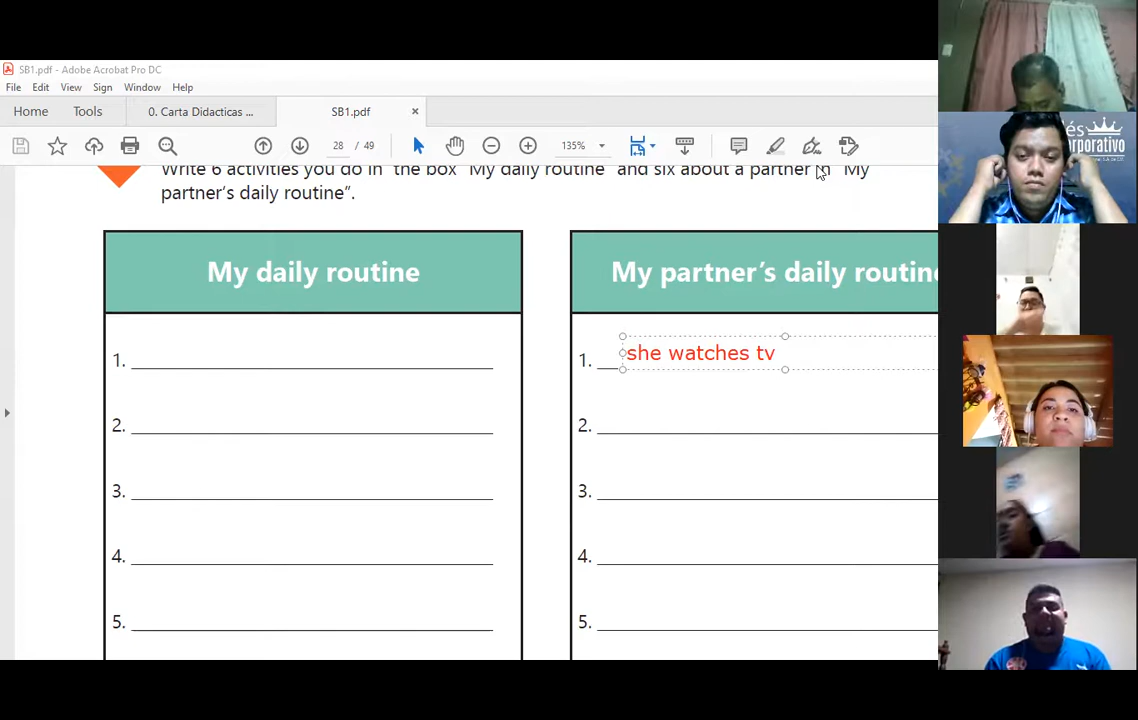 SB1.pdf - Adobe Acrobat Pro DC
File Edit View Sign Window Help
Home Tools 0. Carta Didacticas ... SB1.pdf ×
28 / 49 135%
Write 6 activities you do in "the box "My daily routine" and six about a partner in "My
partner's daily routine".
My daily routine
My partner's daily routine
1.
2.
3.
4.
5.
1. she watches tv
2.
3.
4.
5.
és
orporativo